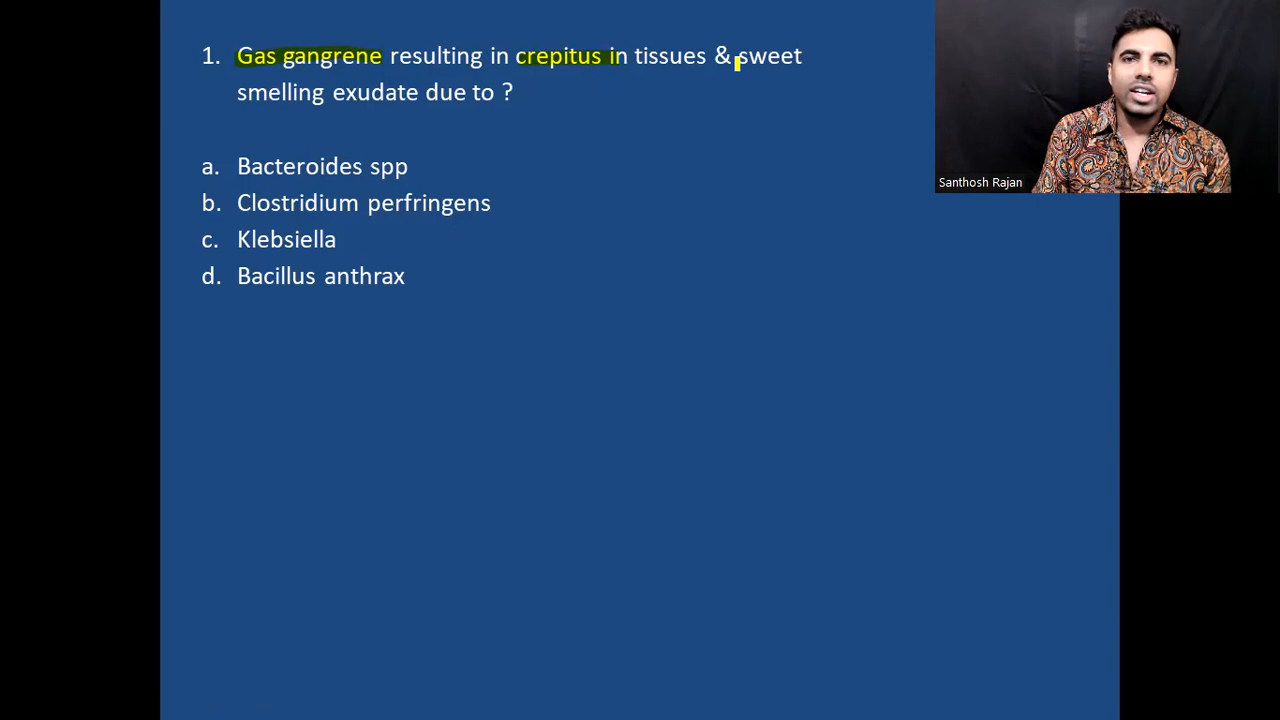 1. Gas gangrene resulting in crepitus in tissues & sweet
smelling exudate due to ?
a. Bacteroides spp
b. Clostridium perfringens
c. Klebsiella
d. Bacillus anthrax
Santhosh Rajan